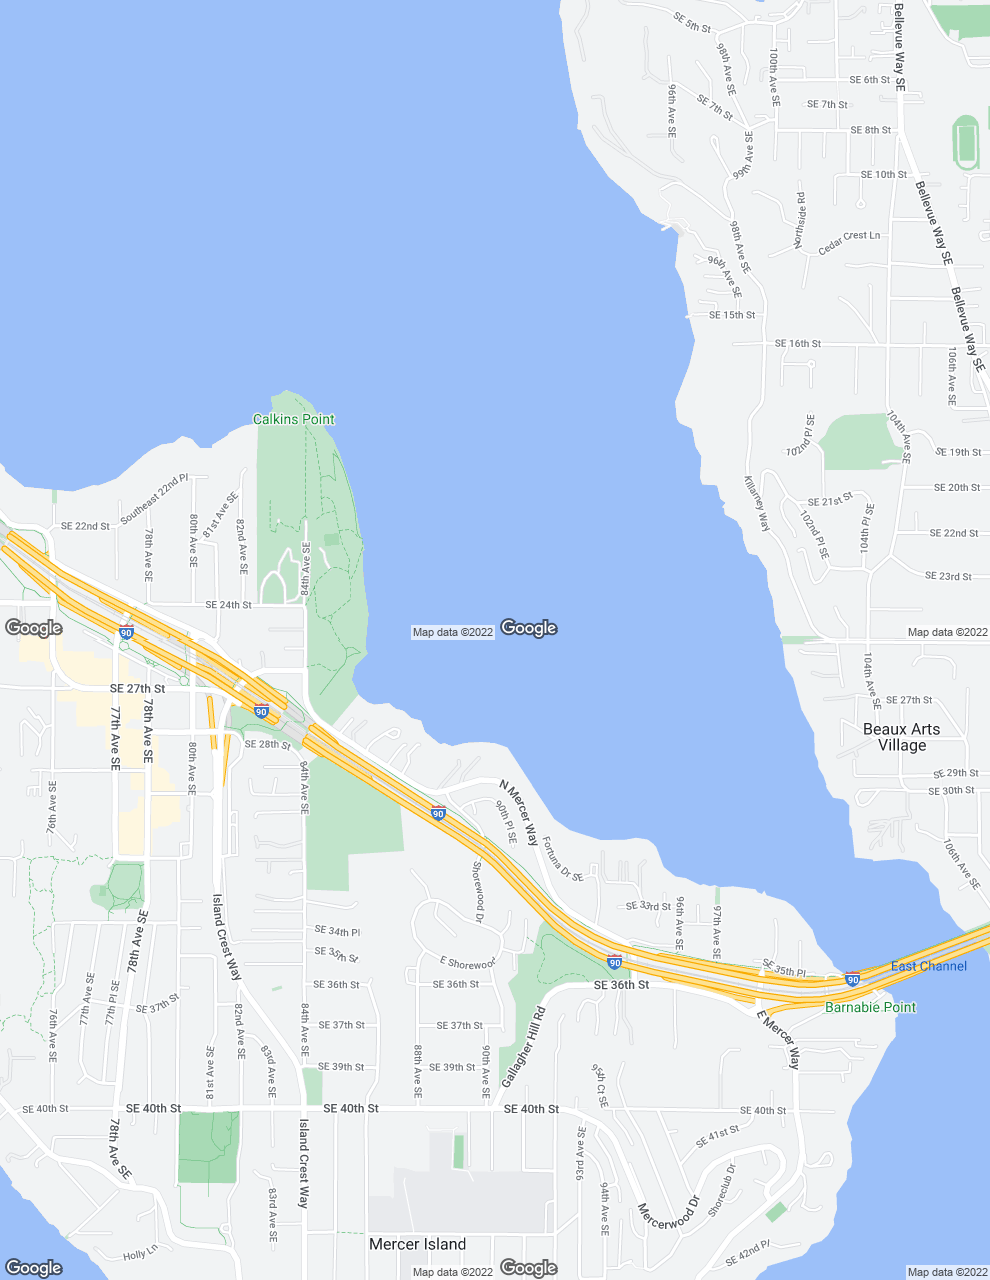 SE 5th St
Bellevue Way SE
98th Ave SE
100th Ave SE
SE 6th St
96th Ave SE
SE 7th St
SE 7th St
SE 8th St
99th Ave SE
SE 10th St
Bellevue Way SE
Northside Rd
98th Ave SE
Cedar Crest Ln
96th Ave SE
Bellevue Way SE
SE 15th St
SE 16th St
106th Ave SE
Calkins Point
102nd Pl SE
104th Ave SE
SE 19th St
Southeast 22nd Pl
81st Ave SE
Killarney Way
SE 20th St
SE 21st St
SE 22nd St
80th Ave SE
82nd Ave SE
102nd Pl SE
104th Pl SE
SE 22nd St
78th Ave SE
84th Ave SE
SE 23rd St
SE 24th St
Google
90
Map data ©2022
Google
Map data ©2022
104th Ave SE
SE 27th St
90
SE 27th St
77th Ave SE
78th Ave SE
80th Ave SE
SE 28th St
Beaux Arts
Village
84th Ave SE
SE 29th St
SE 30th St
76th Ave SE
N Mercer Way
90
90th Pl SE
Fortuna Dr SE
106th Ave SE
Shorewood Dr
Island Crest Way
SE 33rd St
96th Ave SE
97th Ave SE
78th Ave SE
SE 34th Pl
SE 35th St
E Shorewood
90
SE 35th Pl
90
East Channel
77th Ave SE
77th Pl SE
SE 37th St
SE 36th St
SE 36th St
SE 36th St
Barnabie Point
76th Ave SE
82nd Ave SE
84th Ave SE
SE 37th St
SE 37th St
Gallagher Hill Rd
E Mercer Way
81st Ave SE
83rd Ave SE
SE 39th St
88th Ave SE
SE 39th St
90th Ave SE
95th Ct SE
SE 40th St
SE 40th St
SE 40th St
SE 40th St
SE 40th St
78th Ave SE
Island Crest Way
93rd Ave SE
SE 41st St
83rd Ave SE
94th Ave SE
Mercerwood Dr
Shoreclub Dr
Holly Ln
Mercer Island
SE 42nd Pl
Google
Map data ©2022
Google
Map data ©2022